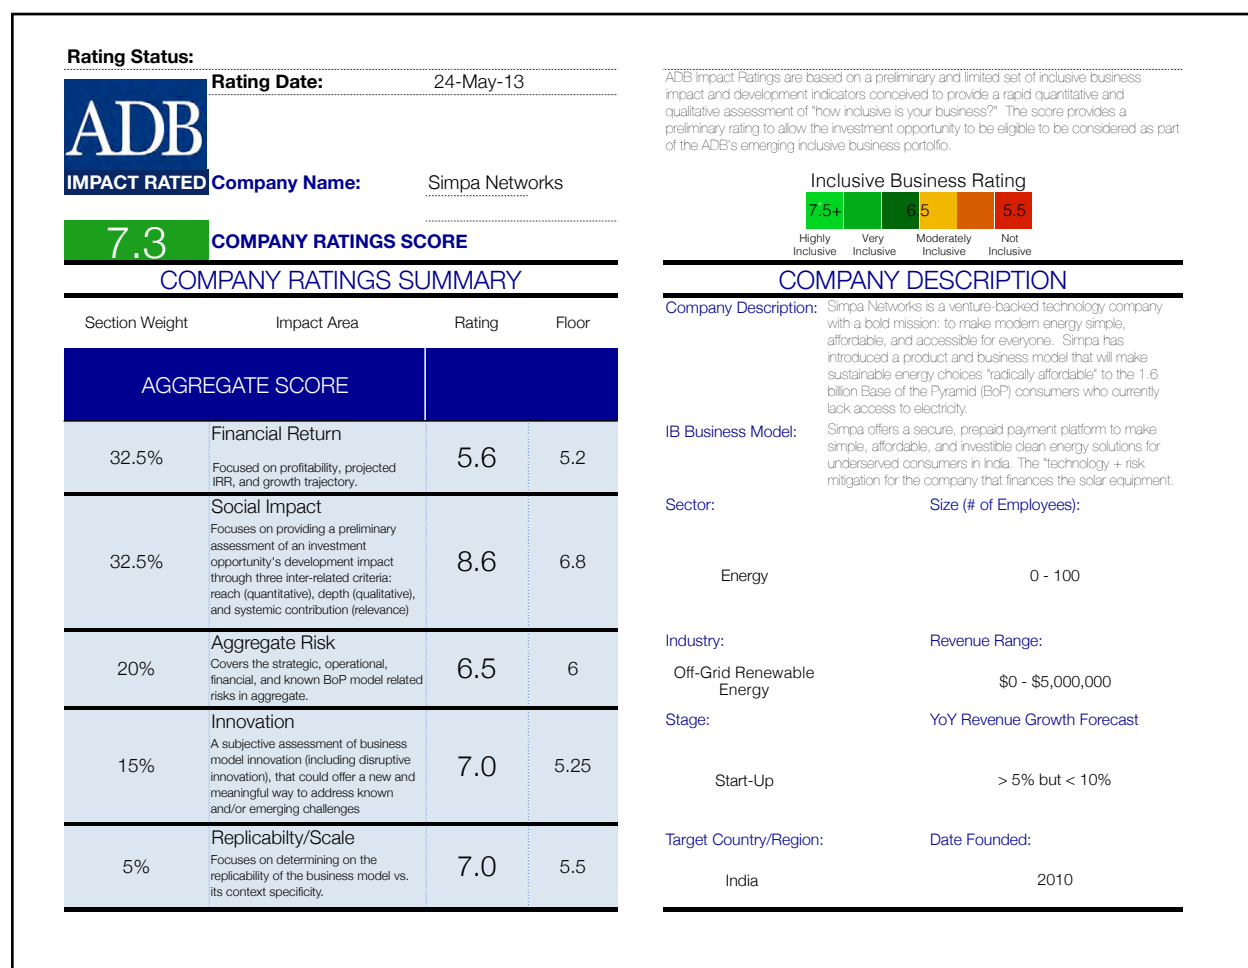 Rating Status:
Rating Date: 24-May-13
ADB
IMPACT RATED
Company Name: Simpa Networks
7.3 COMPANY RATINGS SCORE
ADB Impact Ratings are based on a preliminary and limited set of inclusive business
impact and development indicators conceived to provide a rapid quantitative and
qualitative assessment of "how inclusive is your business?" The score provides a
preliminary rating to allow the investment opportunity to be eligible to be considered as part
of the ADB's emerging inclusive business portolfio.
Inclusive Business Rating
7.5+ 6.5 5.5
Highly Inclusive
Very Inclusive
Moderately Inclusive
Not Inclusive
COMPANY RATINGS SUMMARY
Section Weight Impact Area Rating Floor
AGGREGATE SCORE
Financial Return
32.5% 5.6 5.2
Focused on profitability, projected
IRR, and growth trajectory.
Social Impact
Focuses on providing a preliminary
assessment of an investment
opportunity's development impact
32.5% 8.6 6.8
through three inter-related criteria:
reach (quantitative), depth (qualitative),
and systemic contribution (relevance)
Aggregate Risk
Covers the strategic, operational,
20% 6.5 6
financial, and known BoP model related
risks in aggregate.
Innovation
A subjective assessment of business
model innovation (including disruptive
15% 7.0 5.25
innovation), that could offer a new and
meaningful way to address known
and/or emerging challenges
Replicabilty/Scale
Focuses on determining on the
5% 7.0 5.5
replicability of the business model vs.
its context specificity.
COMPANY DESCRIPTION
Company Description: Simpa Networks is a venture-backed technology company
with a bold mission: to make modern energy simple,
affordable, and accessible for everyone. Simpa has
introduced a product and business model that will make
sustainable energy choices "radically affordable" to the 1.6
billion Base of the Pyramid (BoP) consumers who currently
lack access to electricity.
IB Business Model: Simpa offers a secure, prepaid payment platform to make
simple, affordable, and investible clean energy solutions for
underserved consumers in India. The "technology + risk
mitigation for the company that finances the solar equipment.
Sector: Size (# of Employees):
Energy 0 - 100
Industry: Revenue Range:
Off-Grid Renewable
Energy
$0 - $5,000,000
Stage: YoY Revenue Growth Forecast
Start-Up > 5% but < 10%
Target Country/Region: Date Founded:
India 2010